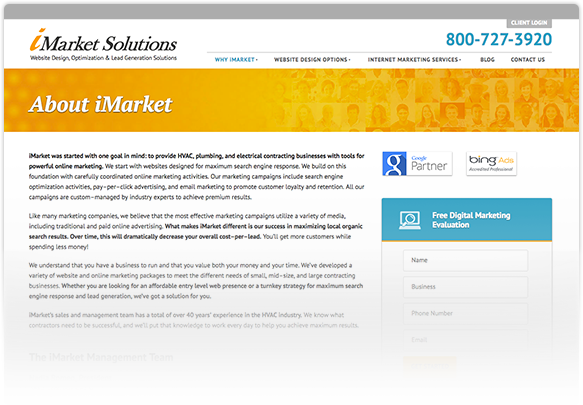 CLIENT LOGIN
iMarket Solutions
Website Design, Optimization & Lead Generation Solutions
800-727-3920
WHY IMARKET
WEBSITE DESIGN OPTIONS
INTERNET MARKETING SERVICES
BLOG
CONTACT US
About iMarket
iMarket was started with one goal in mind: to provide HVAC, plumbing, and electrical contracting businesses with tools for
powerful online marketing. We start with websites designed for maximum search engine response. We build on this
foundation with carefully coordinated online marketing activities. Our marketing campaigns include search engine
optimization activities, pay-per-click advertising, and email marketing to promote customer loyalty and retention. All our
campaigns are custom-managed by industry experts to achieve premium results.
Like many marketing companies, we believe that the most effective marketing campaigns utilize a variety of media,
including traditional and paid online advertising. What makes iMarket different is our success in maximizing local organic
search results. Over time, this will dramatically decrease your overall cost-per-lead. You'll get more customers while
spending less money!
We understand that you have a business to run and that you value both your money and your time. We've developed a
variety of website and online marketing packages to meet the different needs of small, mid-size, and large contracting
businesses. Whether you are looking for an affordable entry level web presence or a turnkey strategy for maximum search
engine response and lead generation, we've got a solution for you.
iMarket's sales and management team has a total of over 40 years' experience in the HVAC industry. We know what
contractors need to be successful, and we'll put that knowledge to work every day to help you achieve maximum results.
The iMarket Management Team
g
Google
Partner
bing Ads
Accredited Professional
Free Digital Marketing
Evaluation
Name
Business
Phone Number
Email